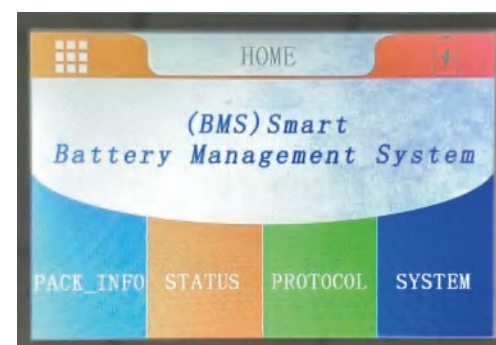 HOME
(BMS)Smart
Battery Management System
PACK_INFO STATUS PROTOCOL SYSTEM